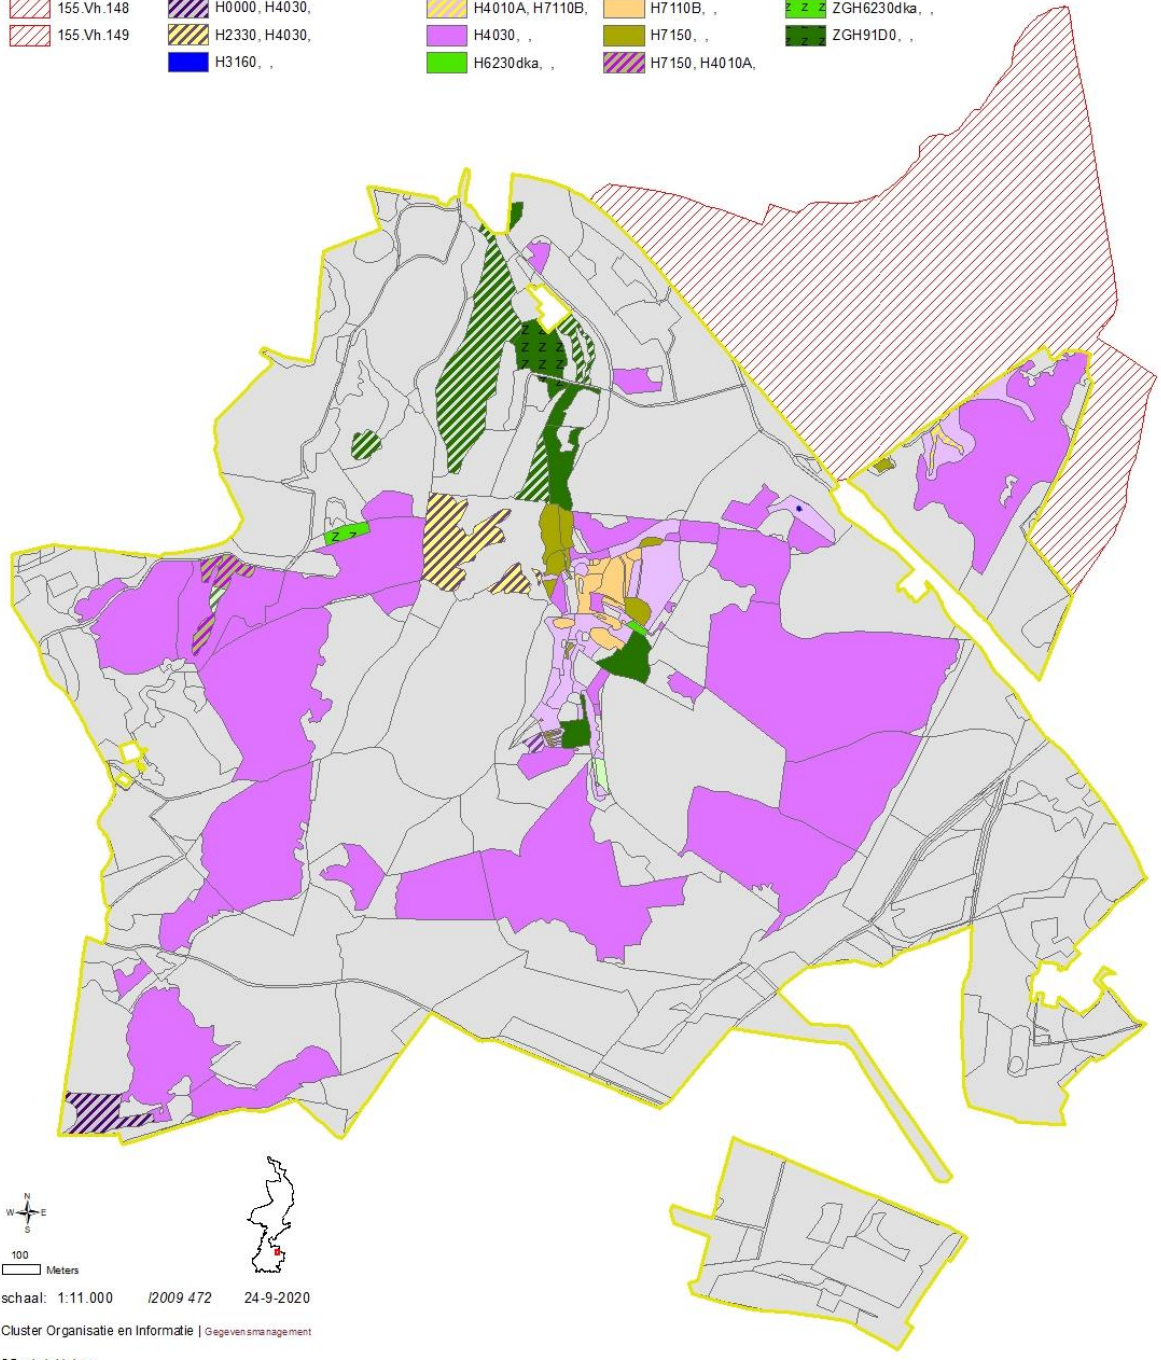 155.Vh.148 H0000, H4030, H4010A, H7110B, H7110B, , ZGH6230dka, ,
155.Vh.149 H2330, H4030, H4030, , H7150, , ZGH91D0, ,
H3160, , H6230dka, , H7150, H4010A,
Z Z Z
Z Z Z
Z Z
Z Z
Z Z
Z Z
Z
Z Z
N
W E
S
100
Meters
schaal: 1:11.000 I2009 472 24-9-2020
Cluster Organisatie en Informatie | Gegevensmanagement